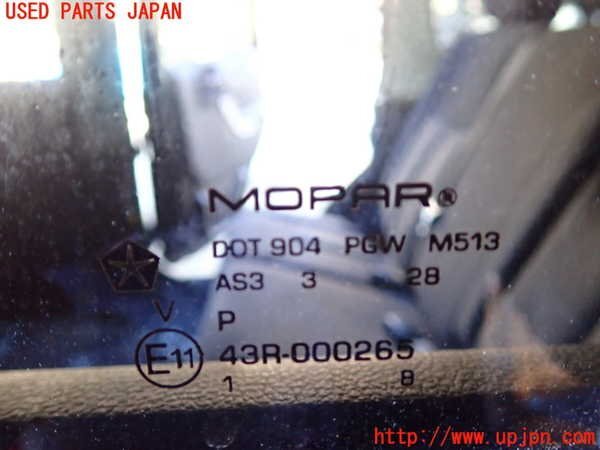 USED PARTS JAPAN
MOPAR®
DOT 904 PGW M513
AS3 3 28
V P
E11 43R-000265
1 8
http://www.upjpn.com/